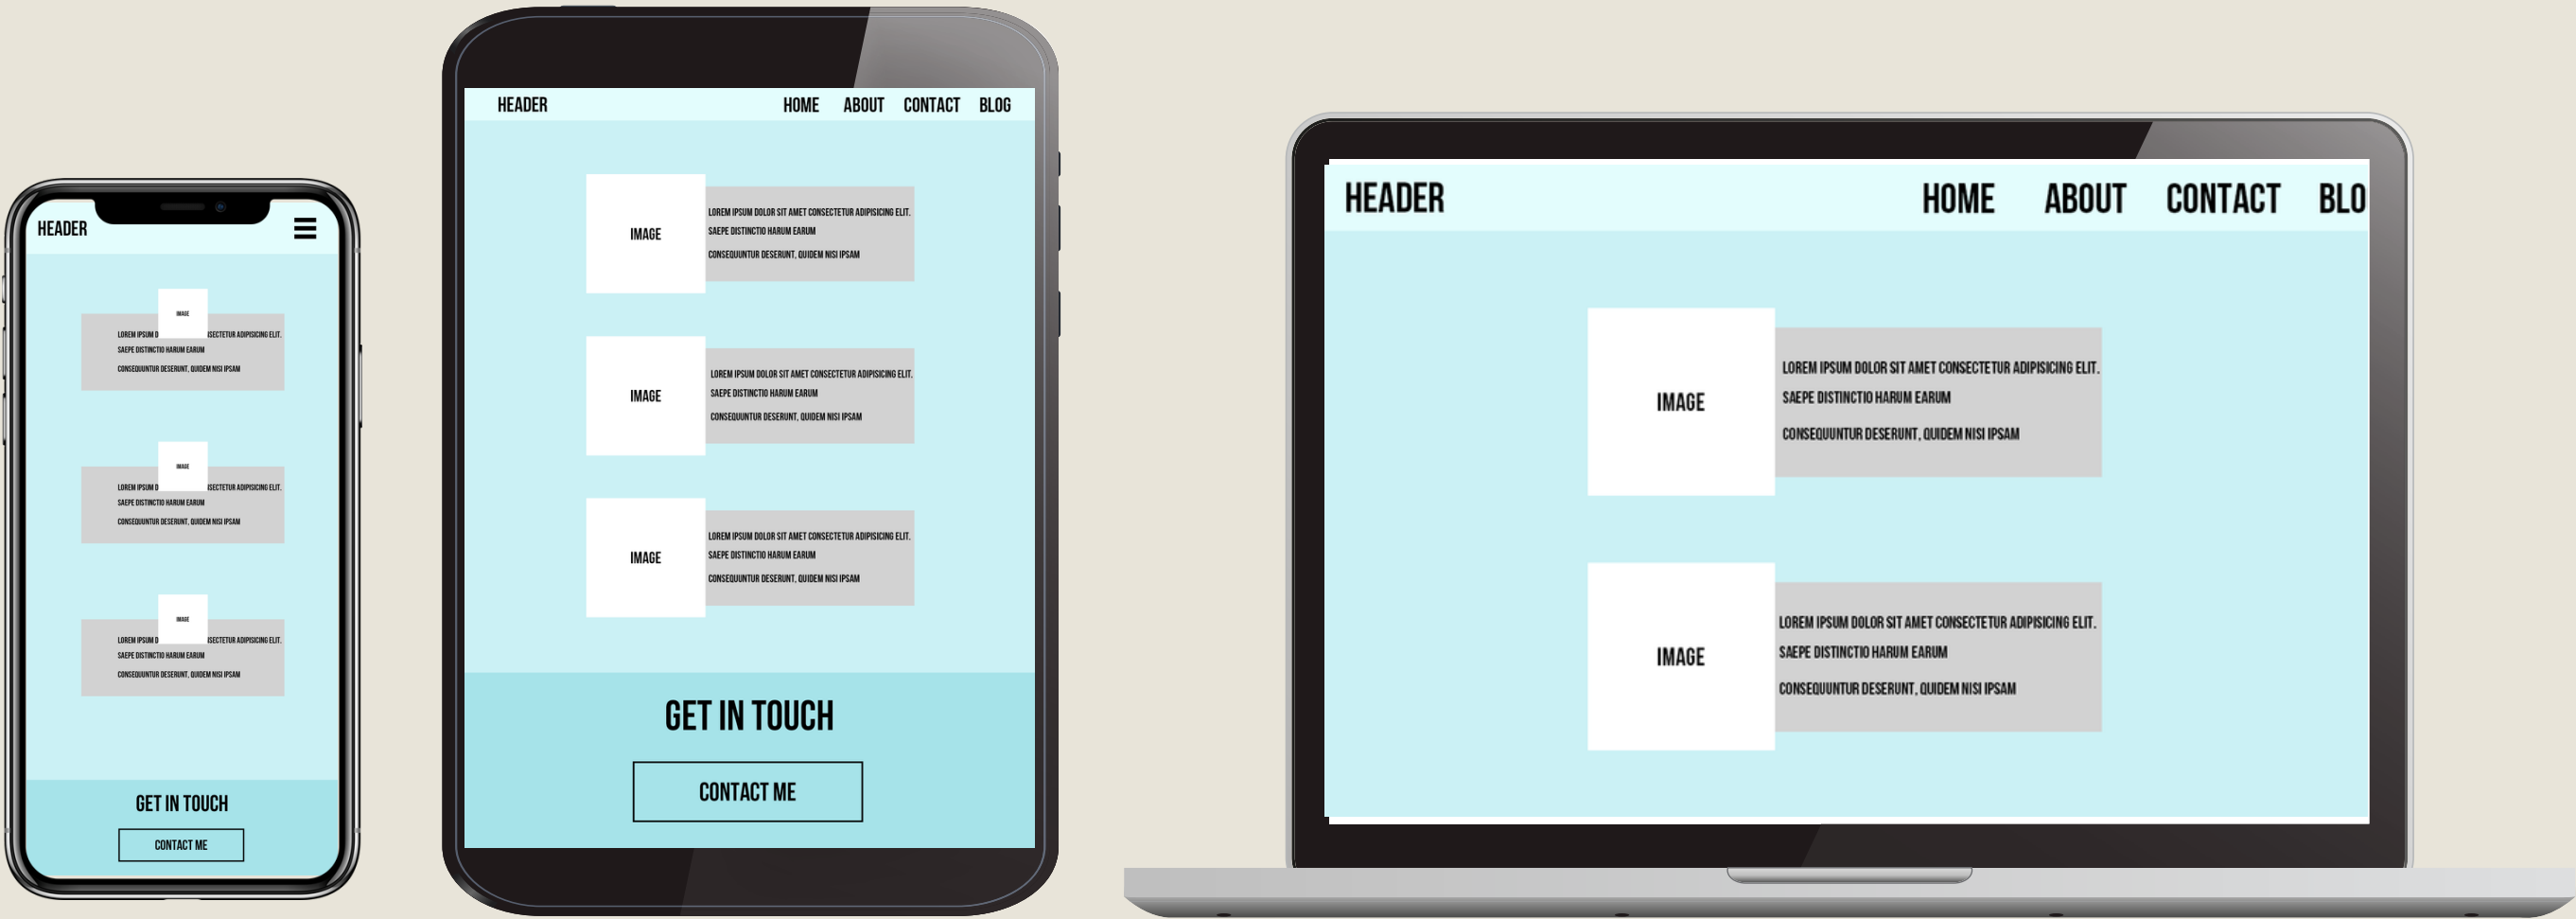 HEADER
IMAGE
LOREM IPSUM D SECTETUR ADIPISICING ELIT.
SAEPE DISTINCTIO HARUM EARUM
CONSEQUUNTUR DESERUNT, QUIDEM NISI IPSAM
IMAGE
LOREM IPSUM D SECTETUR ADIPISICING ELIT.
SAEPE DISTINCTIO HARUM EARUM
CONSEQUUNTUR DESERUNT, QUIDEM NISI IPSAM
IMAGE
LOREM IPSUM D SECTETUR ADIPISICING ELIT.
SAEPE DISTINCTIO HARUM EARUM
CONSEQUUNTUR DESERUNT, QUIDEM NISI IPSAM
GET IN TOUCH
CONTACT ME
HEADER HOME ABOUT CONTACT BLOG
IMAGE
LOREM IPSUM DOLOR SIT AMET CONSECTETUR ADIPISICING ELIT.
SAEPE DISTINCTIO HARUM EARUM
CONSEQUUNTUR DESERUNT, QUIDEM NISI IPSAM
IMAGE
LOREM IPSUM DOLOR SIT AMET CONSECTETUR ADIPISICING ELIT.
SAEPE DISTINCTIO HARUM EARUM
CONSEQUUNTUR DESERUNT, QUIDEM NISI IPSAM
IMAGE
LOREM IPSUM DOLOR SIT AMET CONSECTETUR ADIPISICING ELIT.
SAEPE DISTINCTIO HARUM EARUM
CONSEQUUNTUR DESERUNT, QUIDEM NISI IPSAM
GET IN TOUCH
CONTACT ME
HEADER HOME ABOUT CONTACT BLO
IMAGE
LOREM IPSUM DOLOR SIT AMET CONSECTETUR ADIPISICING ELIT.
SAEPE DISTINCTIO HARUM EARUM
CONSEQUUNTUR DESERUNT, QUIDEM NISI IPSAM
IMAGE
LOREM IPSUM DOLOR SIT AMET CONSECTETUR ADIPISICING ELIT.
SAEPE DISTINCTIO HARUM EARUM
CONSEQUUNTUR DESERUNT, QUIDEM NISI IPSAM